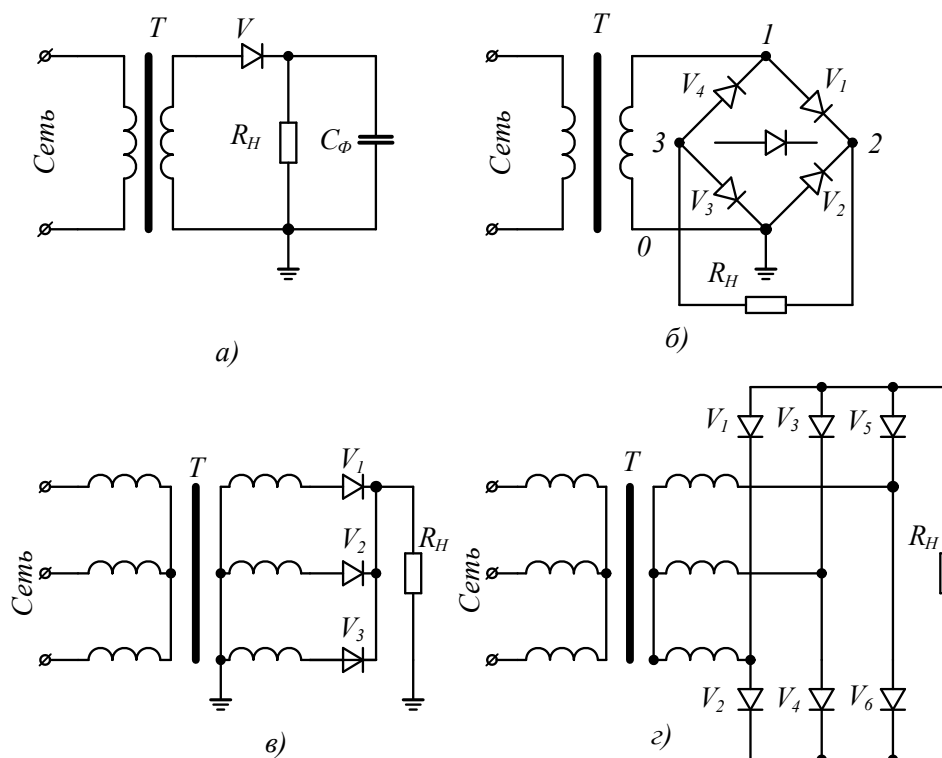 T
V
Сеть
R_H
C_Ф
а)
T
1
V_4
V_1
Сеть
3
2
V_3
V_2
0
R_H
б)
T
V_1
V_2
V_3
Сеть
R_H
в)
T
V_1
V_3
V_5
Сеть
R_H
V_2
V_4
V_6
г)